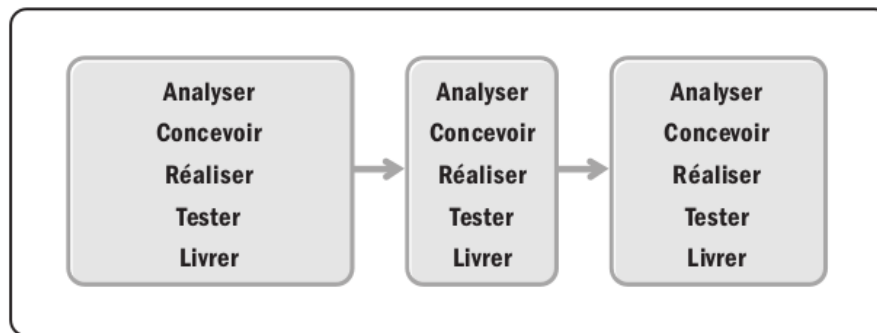 Analyser
Concevoir
Réaliser
Tester
Livrer
Analyser
Concevoir
Réaliser
Tester
Livrer
Analyser
Concevoir
Réaliser
Tester
Livrer